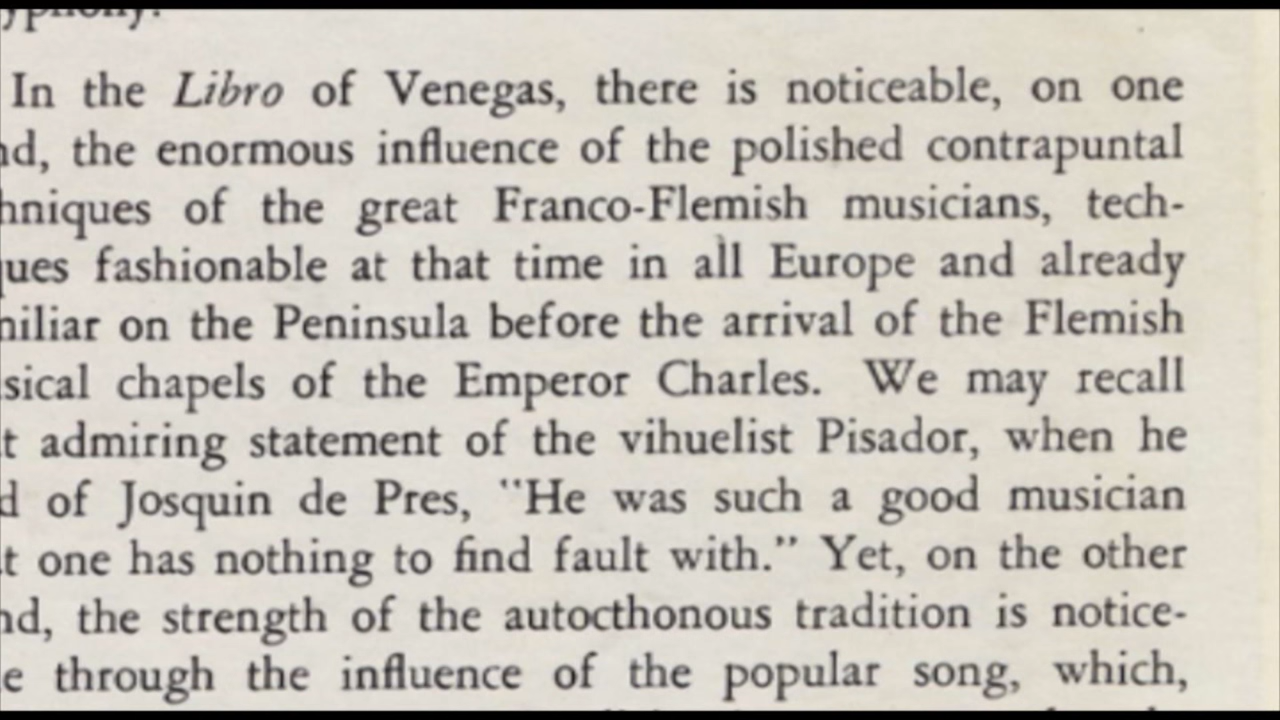 yphony.
In the Libro of Venegas, there is noticeable, on one
nd, the enormous influence of the polished contrapuntal
hniques of the great Franco-Flemish musicians, tech-
ques fashionable at that time in all Europe and already
niliar on the Peninsula before the arrival of the Flemish
sical chapels of the Emperor Charles. We may recall
t admiring statement of the vihuelist Pisador, when he
d of Josquin de Pres, "He was such a good musician
t one has nothing to find fault with." Yet, on the other
nd, the strength of the autocthonous tradition is notice-
e through the influence of the popular song, which,